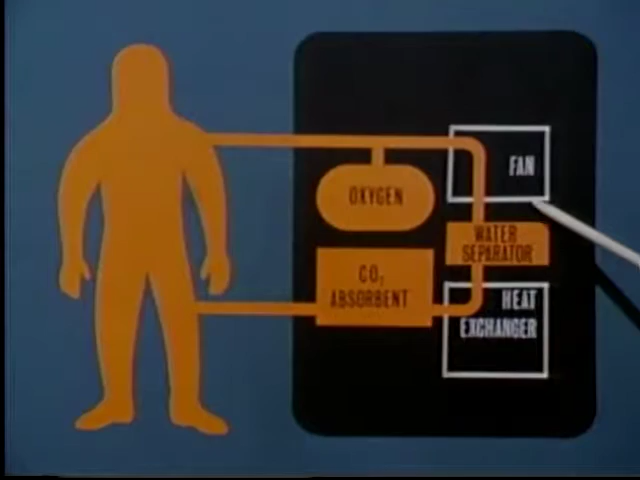 FAN
OXYGEN
WATER
SEPARATOR
CO₂
ABSORBENT
HEAT
EXCHANGER